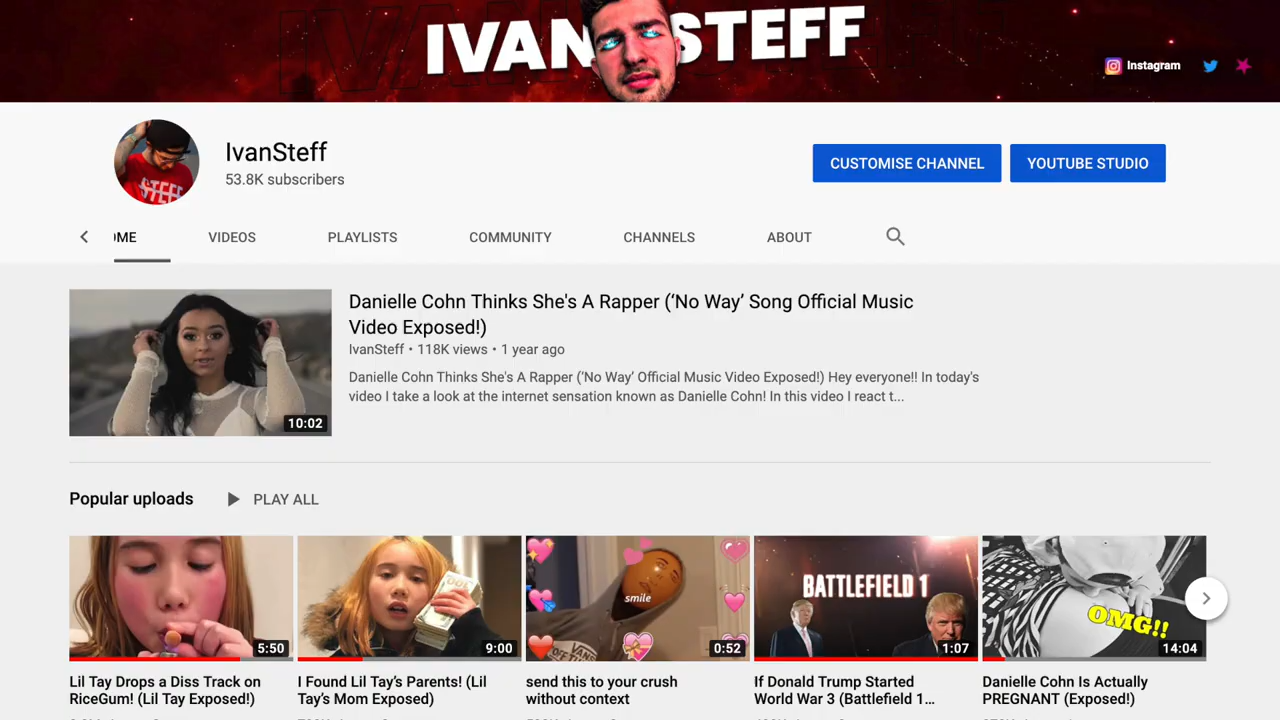 IVAN STEFF
Instagram
IvanSteff
53.8K subscribers
CUSTOMISE CHANNEL
YOUTUBE STUDIO
OME
VIDEOS
PLAYLISTS
COMMUNITY
CHANNELS
ABOUT
Danielle Cohn Thinks She's A Rapper (‘No Way’ Song Official Music
Video Exposed!)
IvanSteff • 118K views • 1 year ago
Danielle Cohn Thinks She's A Rapper (‘No Way’ Official Music Video Exposed!) Hey everyone!! In today's
video I take a look at the internet sensation known as Danielle Cohn! In this video I react t...
10:02
Popular uploads
PLAY ALL
5:50
9:00
smile
0:52
BATTLEFIELD 1
1:07
OMG!!
14:04
Lil Tay Drops a Diss Track on
RiceGum! (Lil Tay Exposed!)
I Found Lil Tay’s Parents! (Lil
Tay’s Mom Exposed)
send this to your crush
without context
If Donald Trump Started
World War 3 (Battlefield 1...
Danielle Cohn Is Actually
PREGNANT (Exposed!)